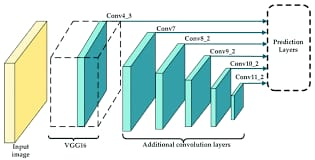 Conv4_3
Conv7
Conv8_2
Conv9_2
Conv10_2
Conv11_2
Prediction
Layers
Input
image
VGG16
Additional convolution layers